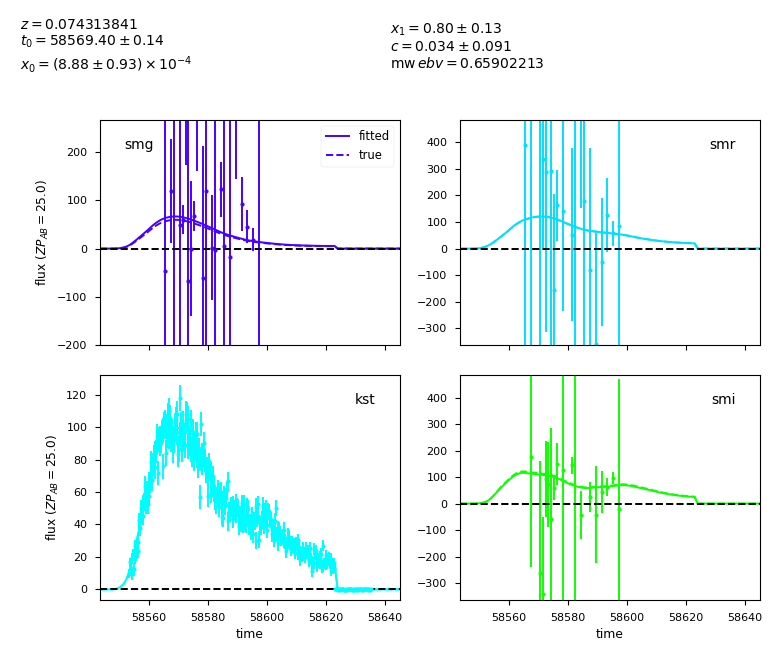 z = 0.074313841
t₀ = 58569.40 ± 0.14
x₀ = (8.88 ± 0.93) × 10⁻⁴
x₁ = 0.80 ± 0.13
c = 0.034 ± 0.091
mw ebv = 0.65902213
smg
fitted
true
200
100
0
−100
−200
flux (ZP_AB = 25.0)
smr
400
300
200
100
0
−100
−200
−300
kst
120
100
80
60
40
20
0
flux (ZP_AB = 25.0)
58560
58580
58600
58620
58640
time
smi
400
300
200
100
0
−100
−200
−300
58560
58580
58600
58620
58640
time